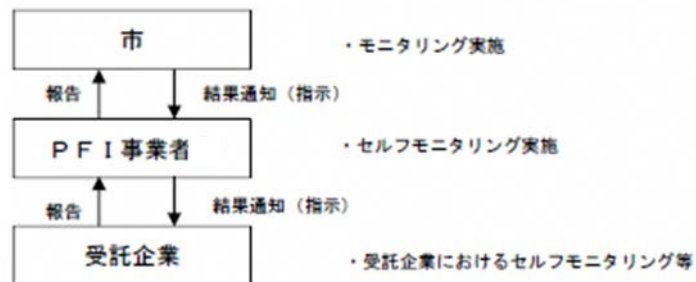 市
・モニタリング実施
報告
結果通知（指示）
ＰＦＩ事業者
・セルフモニタリング実施
報告
結果通知（指示）
受託企業
・受託企業におけるセルフモニタリング等